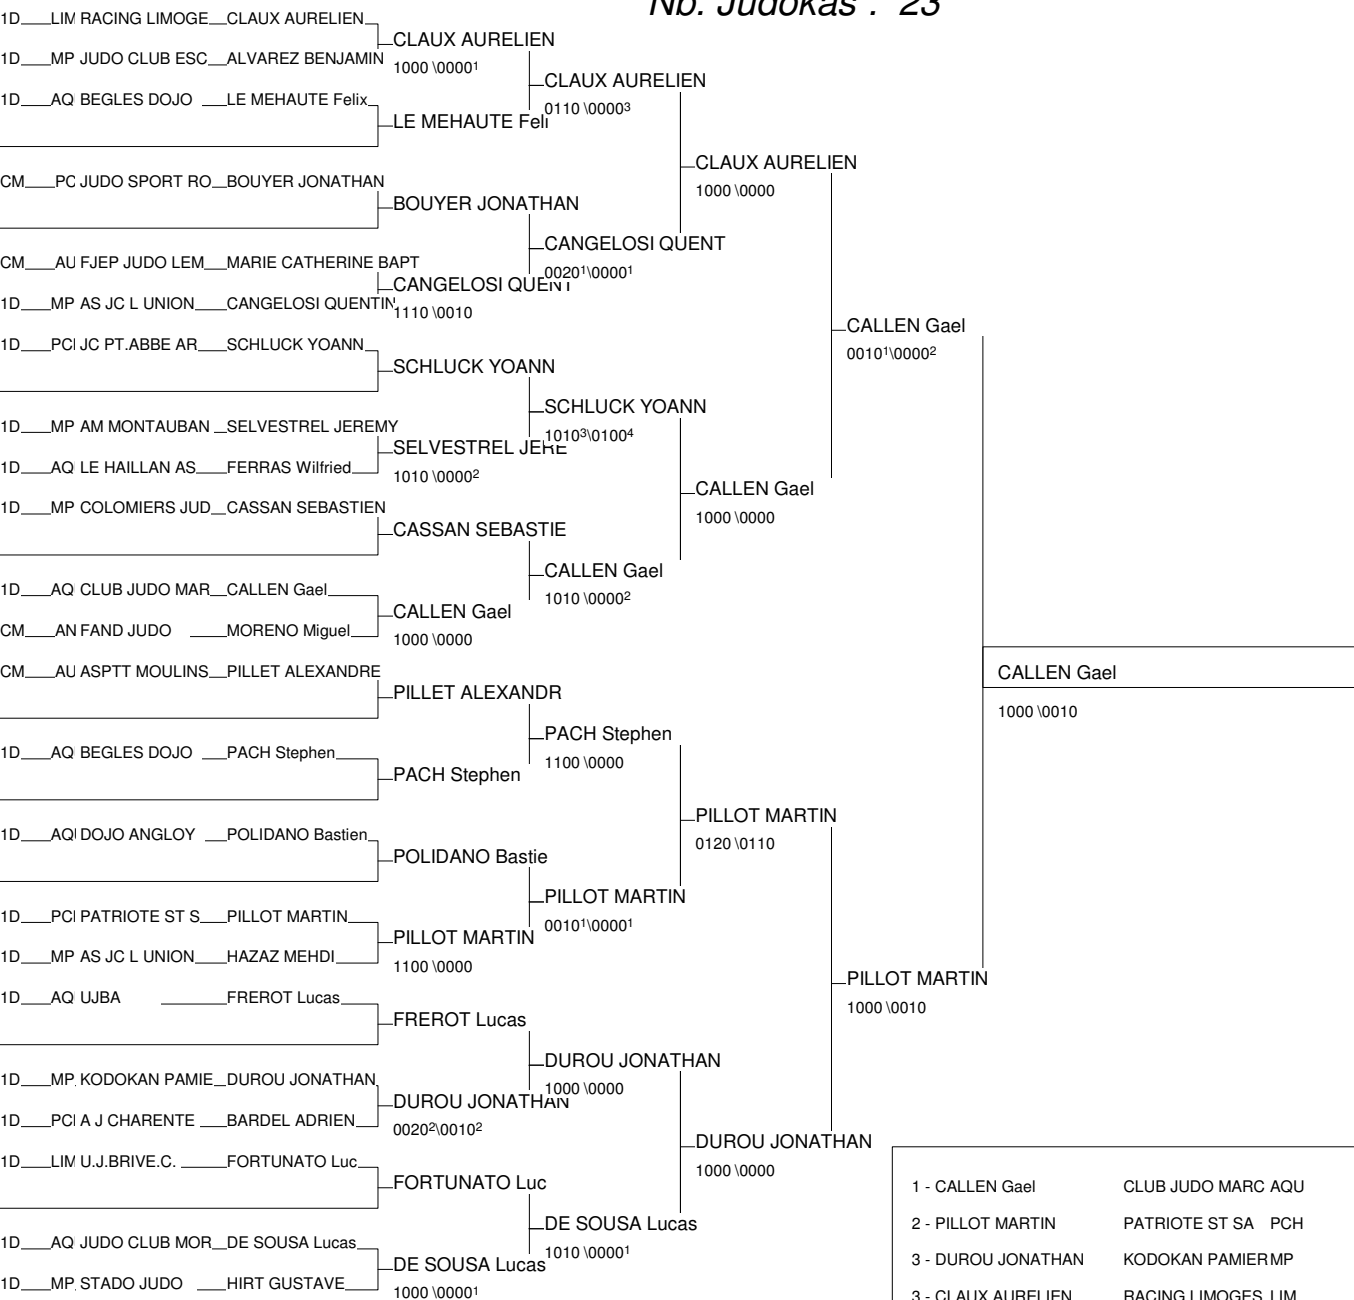 Nb. Judokas : 23
1D LIM RACING LIMOGE CLAUX AURELIEN
CLAUX AURELIEN
1D MP JUDO CLUB ESC ALVAREZ BENJAMIN
1000 \0000¹
CLAUX AURELIEN
1D AQ BEGLES DOJO LE MEHAUTE Felix
0110 \0000³
LE MEHAUTE Feli
CLAUX AURELIEN
1000 \0000
CM PC JUDO SPORT RO BOUYER JONATHAN
BOUYER JONATHAN
CANGELOSI QUENT
0020¹\0000¹
CM AU FJEP JUDO LEM MARIE CATHERINE BAPT
CANGELOSI QUENT
1D MP AS JC L UNION CANGELOSI QUENTIN
1110 \0010
CALLEN Gael
0010¹\0000²
1D PC JC PT.ABBE AR SCHLUCK YOANN
SCHLUCK YOANN
SCHLUCK YOANN
1010³\0100⁴
1D MP AM MONTAUBAN SELVESTREL JEREMY
SELVESTREL JERE
1D AQ LE HAILLAN AS FERRAS Wilfried
1010 \0000²
CALLEN Gael
1000 \0000
1D MP COLOMIERS JUD CASSAN SEBASTIEN
CASSAN SEBASTIE
CALLEN Gael
1010 \0000²
1D AQ CLUB JUDO MAR CALLEN Gael
CALLEN Gael
CM AN FAND JUDO MORENO Miguel
1000 \0000
CALLEN Gael
1000 \0010
CM AU ASPTT MOULINS PILLET ALEXANDRE
PILLET ALEXANDR
PACH Stephen
1100 \0000
1D AQ BEGLES DOJO PACH Stephen
PACH Stephen
PILLOT MARTIN
0120 \0110
1D AQ DOJO ANGLOY POLIDANO Bastien
POLIDANO Bastie
PILLOT MARTIN
0010¹\0000¹
1D PC PATRIOTE ST S PILLOT MARTIN
PILLOT MARTIN
1D MP AS JC L UNION HAZAZ MEHDI
1100 \0000
PILLOT MARTIN
1000 \0010
1D AQ UJBA FREROT Lucas
FREROT Lucas
DUROU JONATHAN
1000 \0000
1D MP KODOKAN PAMIE DUROU JONATHAN
DUROU JONATHAN
1D PC A J CHARENTE BARDEL ADRIEN
0020²\0010²
DUROU JONATHAN
1000 \0000
1D LIM U.J.BRIVE.C. FORTUNATO Luc
FORTUNATO Luc
DE SOUSA Lucas
1010 \0000¹
1D AQ JUDO CLUB MOR DE SOUSA Lucas
DE SOUSA Lucas
1D MP STADO JUDO HIRT GUSTAVE
1000 \0000¹
1 - CALLEN Gael CLUB JUDO MARC AQU
2 - PILLOT MARTIN PATRIOTE ST SA PCH
3 - DUROU JONATHAN KODOKAN PAMIER MP
3 - CLAUX AURELIEN RACING LIMOGES LIM